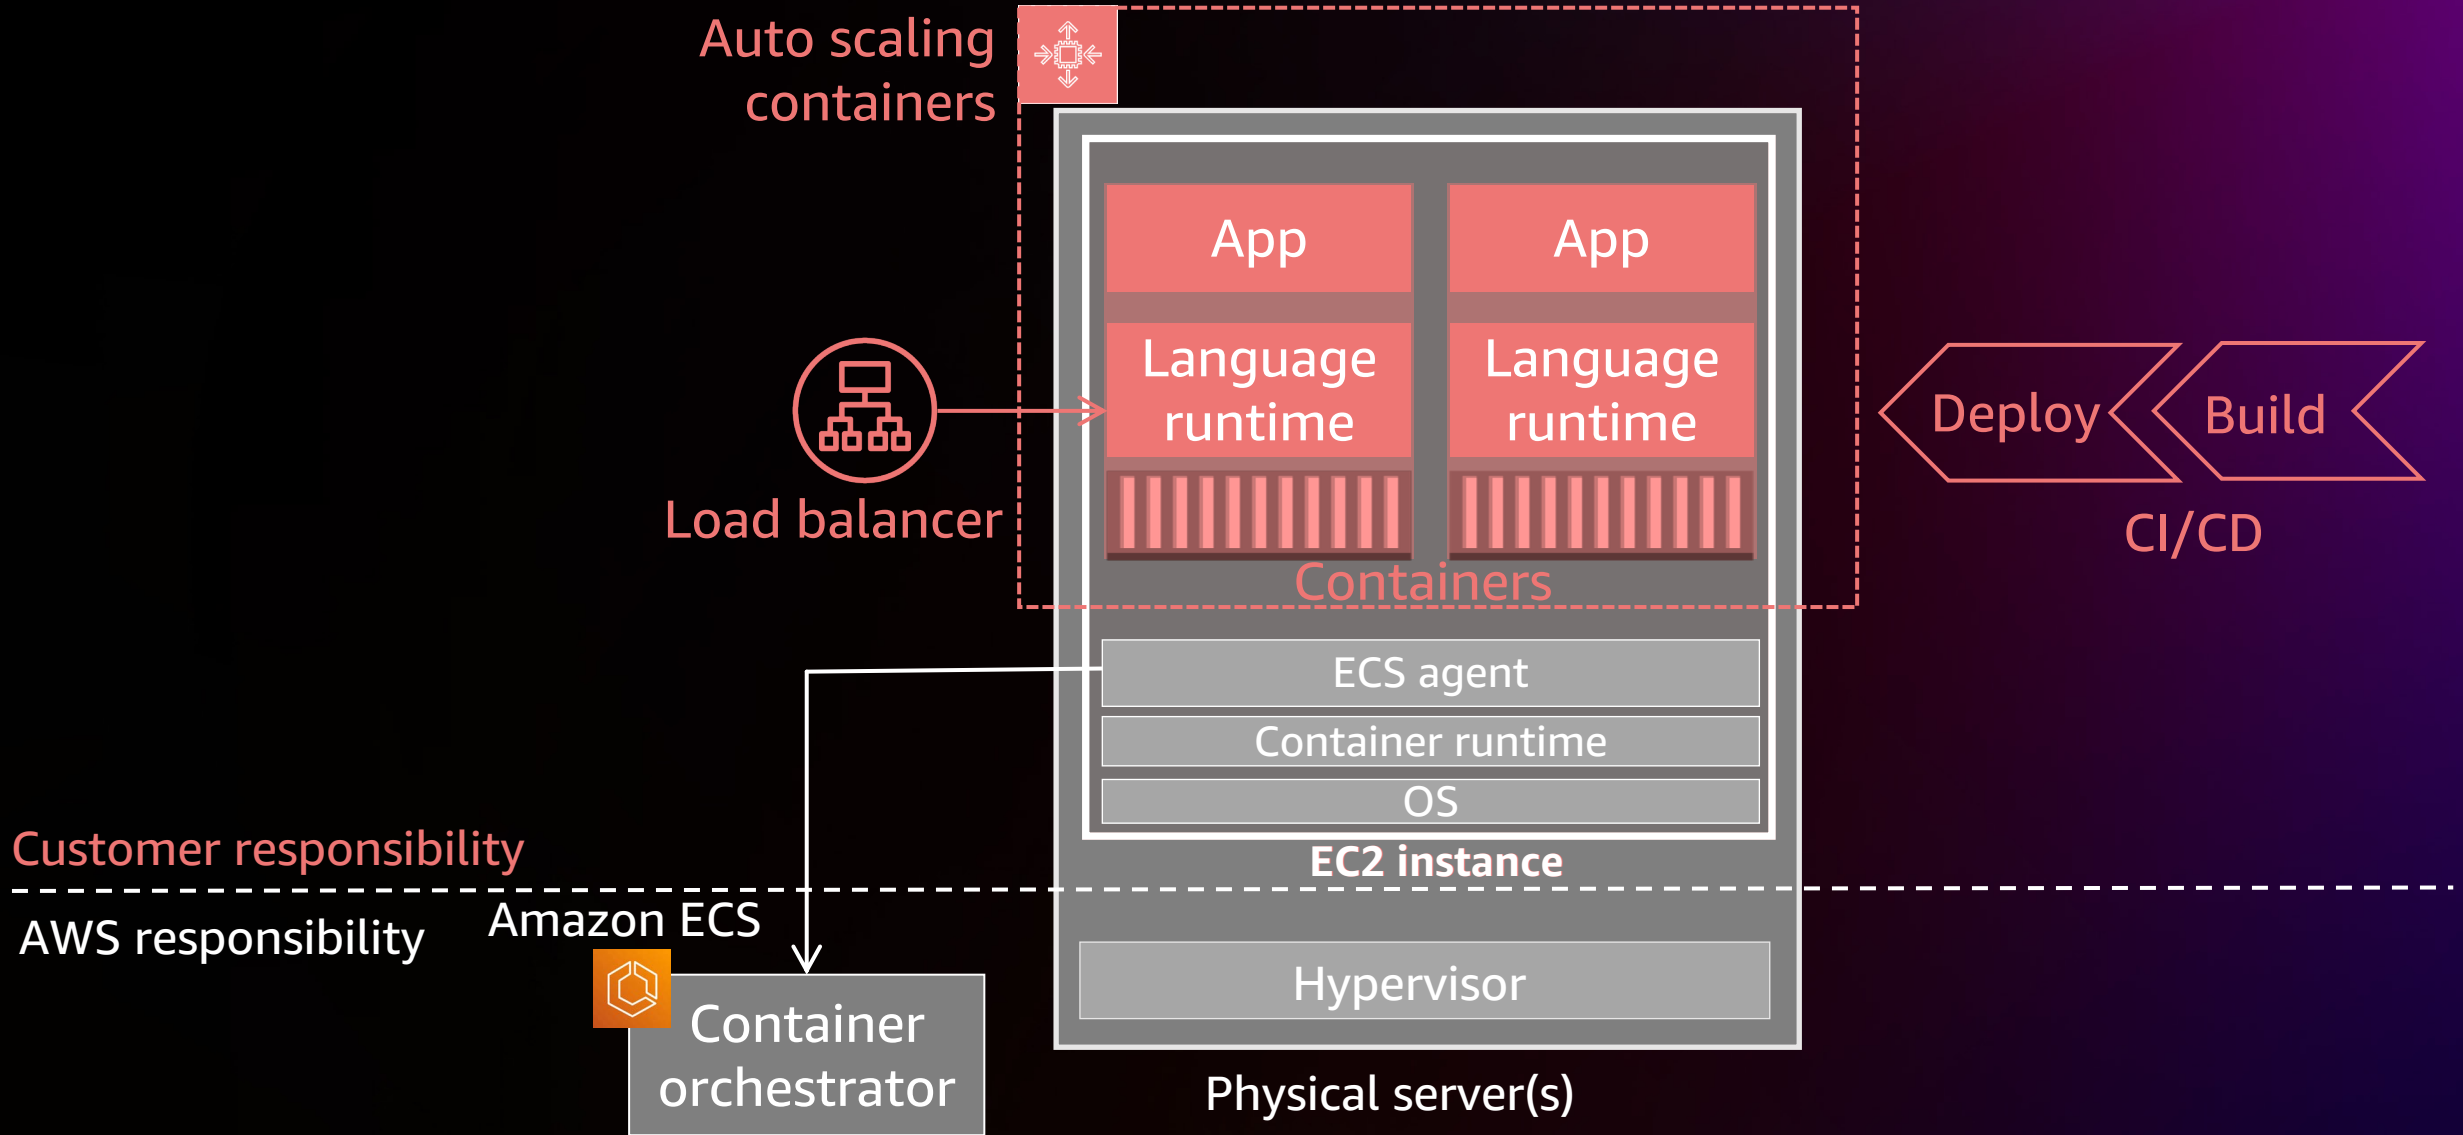 Auto scaling
containers
App
App
Language
runtime
Language
runtime
Load balancer
Containers
Deploy
Build
CI/CD
ECS agent
Container runtime
OS
EC2 instance
Customer responsibility
AWS responsibility
Amazon ECS
Container
orchestrator
Hypervisor
Physical server(s)